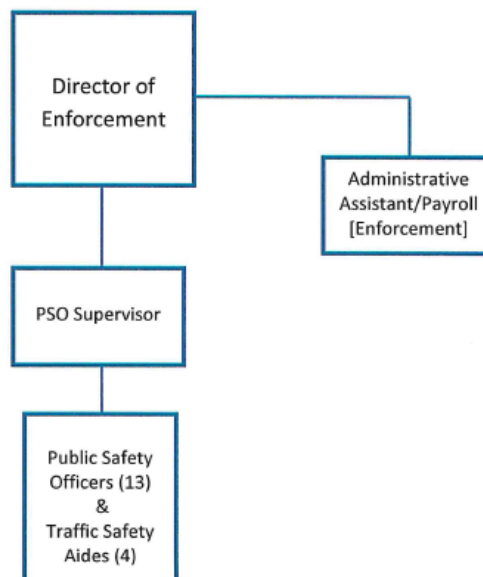 Director of
Enforcement
Administrative
Assistant/Payroll
[Enforcement]
PSO Supervisor
Public Safety
Officers (13)
&
Traffic Safety
Aides (4)